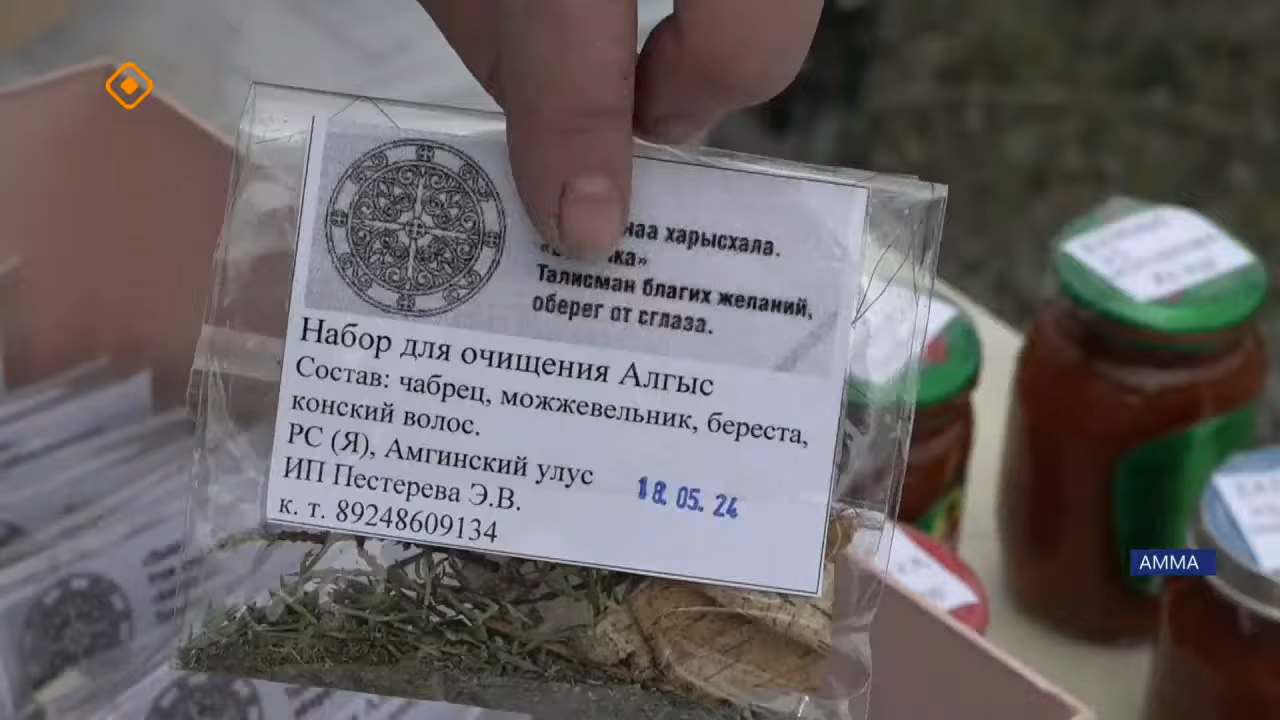 харысхала.
Талисман благих желаний,
оберег от сглаза.
Набор для очищения Алгыс
Состав: чабрец, можжевельник, береста,
конский волос.
РС (Я), Амгинский улус
ИП Пестерева Э.В.
к. т. 89248609134
18.05.24
АММА